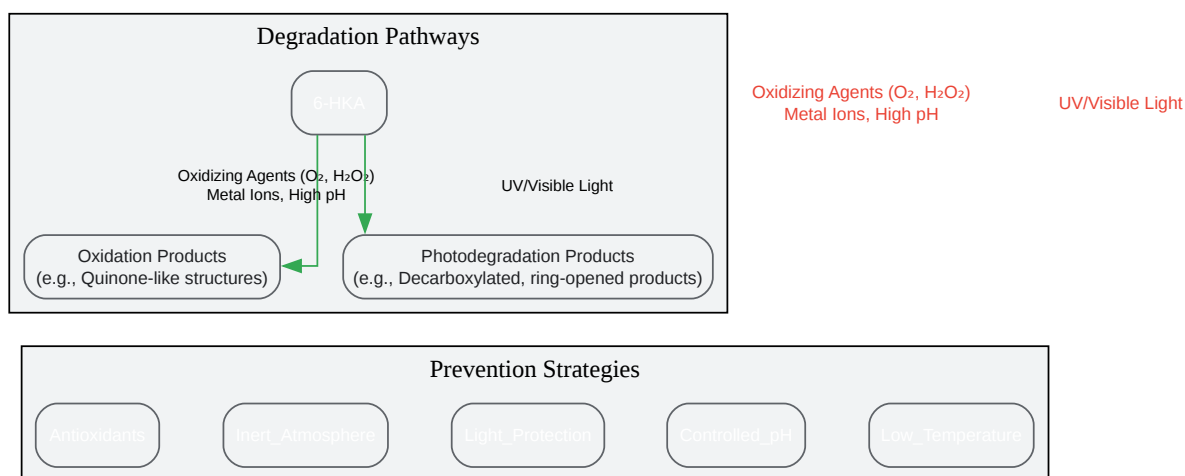 Degradation Pathways
6-HKA
Oxidizing Agents (O₂, H₂O₂)
Metal Ions, High pH
UV/Visible Light
Oxidizing Agents (O₂, H₂O₂)
Metal Ions, High pH
UV/Visible Light
Oxidation Products
(e.g., Quinone-like structures)
Photodegradation Products
(e.g., Decarboxylated, ring-opened products)
Prevention Strategies
Antioxidants
Inert_Atmosphere
Light_Protection
Controlled_pH
Low_Temperature